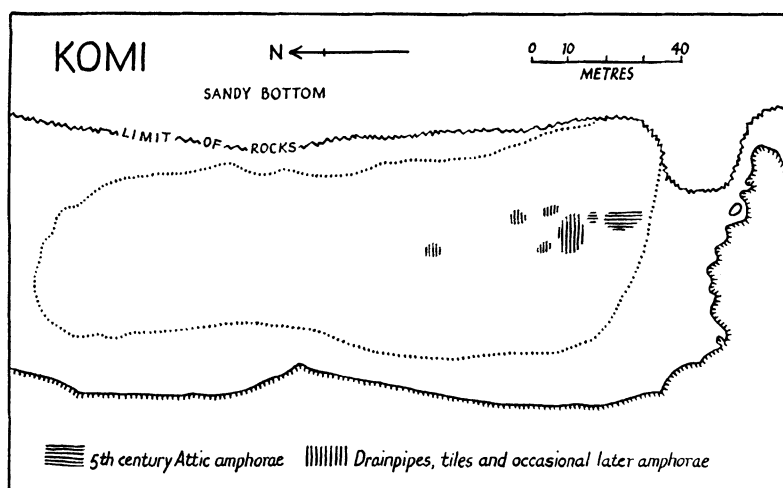 KOMI
N
0 10 40
METRES
SANDY BOTTOM
LIMIT OF ROCKS
5th century Attic amphorae
Drainpipes, tiles and occasional later amphorae